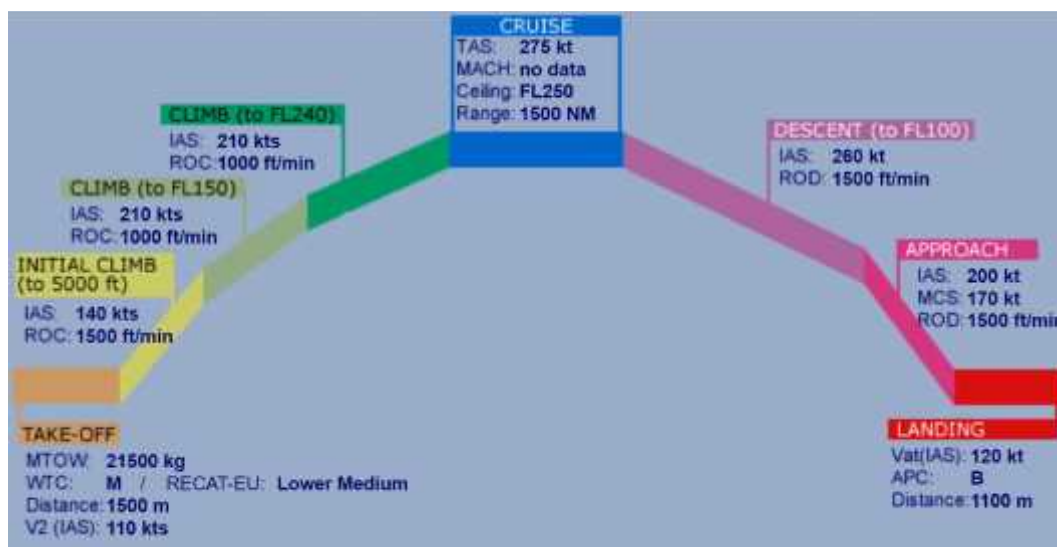 CRUISE
TAS: 275 kt
MACH: no data
Ceiling: FL250
Range: 1500 NM
CLIMB (to FL240)
IAS: 210 kts
ROC: 1000 ft/min
CLIMB (to FL150)
IAS: 210 kts
ROC: 1000 ft/min
INITIAL CLIMB
(to 5000 ft)
IAS: 140 kts
ROC: 1500 ft/min
TAKE-OFF
MTOW: 21500 kg
WTC: M / RECAT-EU: Lower Medium
Distance: 1500 m
V2 (IAS): 110 kts
DESCENT (to FL100)
IAS: 260 kt
ROD: 1500 ft/min
APPROACH
IAS: 200 kt
MCS: 170 kt
ROD: 1500 ft/min
LANDING
Vat(IAS): 120 kt
APC: B
Distance: 1100 m